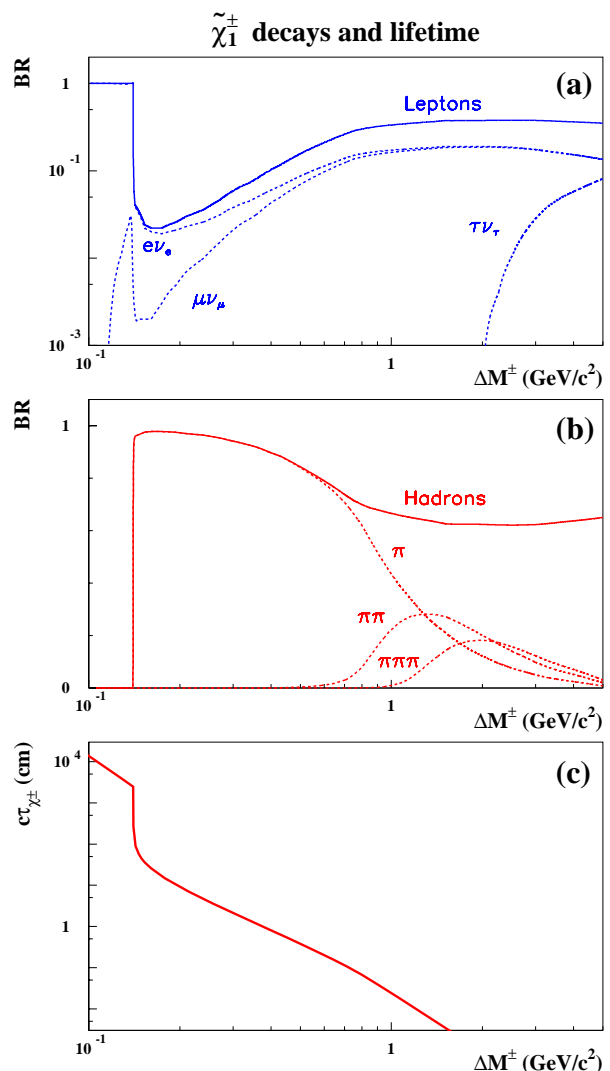 χ̃₁± decays and lifetime
BR
(a)
1
Leptons
10⁻¹
τν_τ
eν_e
μν_μ
10⁻³
10⁻¹ 1
ΔM± (GeV/c²)
BR
(b)
1
Hadrons
π
ππ
πππ
0
10⁻¹ 1
ΔM± (GeV/c²)
cτ_χ± (cm)
10⁴
(c)
1
10⁻¹ 1
ΔM± (GeV/c²)